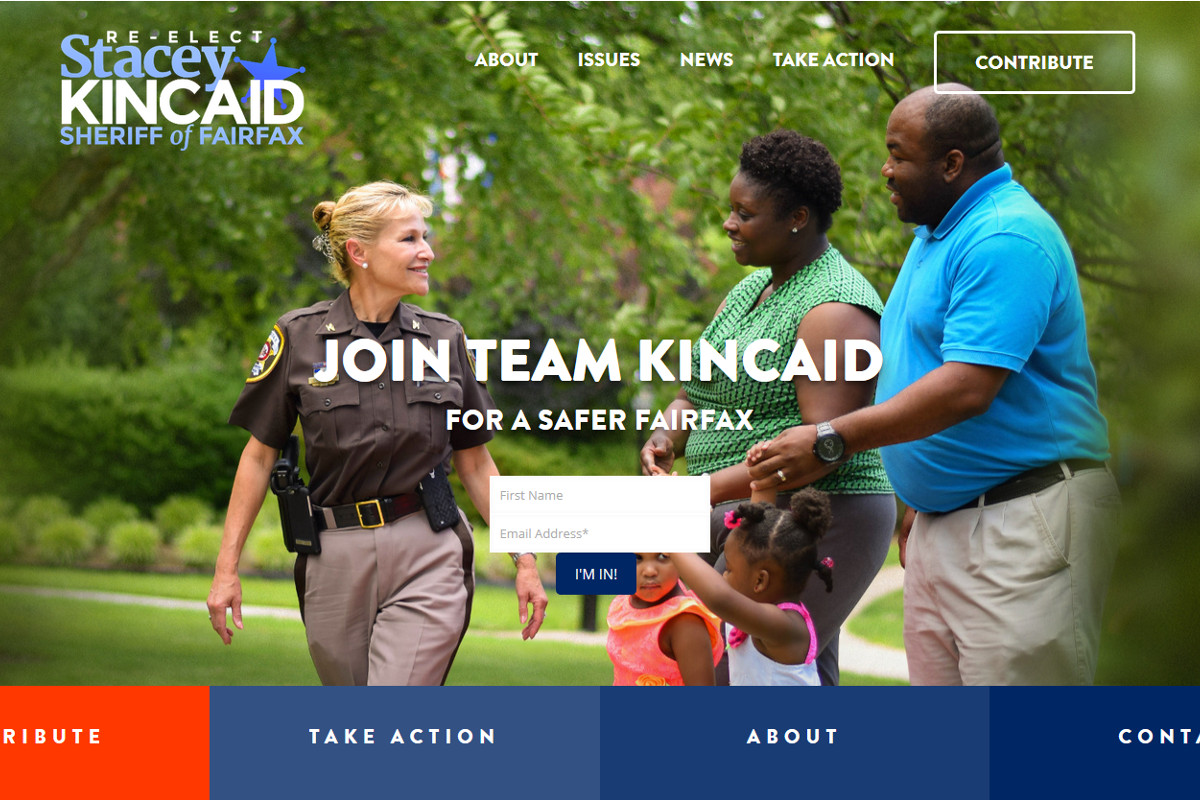 RE-ELECT
Stacey
KINCAID
SHERIFF of FAIRFAX
ABOUT
ISSUES
NEWS
TAKE ACTION
CONTRIBUTE
JOIN TEAM KINCAID
FOR A SAFER FAIRFAX
First Name
Email Address*
I'M IN!
RIBUTE
TAKE ACTION
ABOUT
CONTA